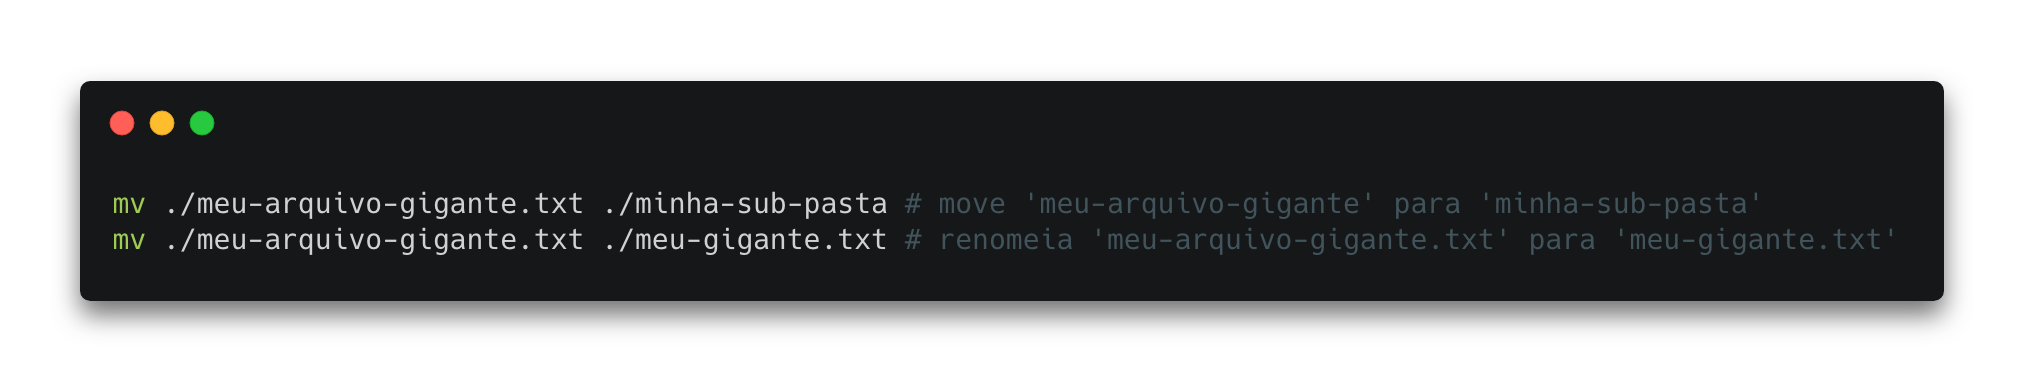 mv ./meu-arquivo-gigante.txt ./minha-sub-pasta # move 'meu-arquivo-gigante' para 'minha-sub-pasta'
mv ./meu-arquivo-gigante.txt ./meu-gigante.txt # renomeia 'meu-arquivo-gigante.txt' para 'meu-gigante.txt'